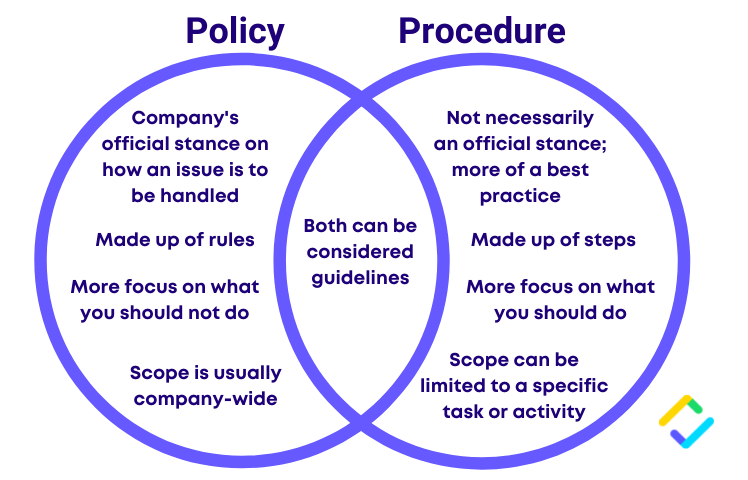 Policy
Procedure
Company's
official stance on
how an issue is to
be handled
Made up of rules
More focus on what
you should not do
Scope is usually
company-wide
Both can be
considered
guidelines
Not necessarily
an official stance;
more of a best
practice
Made up of steps
More focus on what
you should do
Scope can be
limited to a specific
task or activity